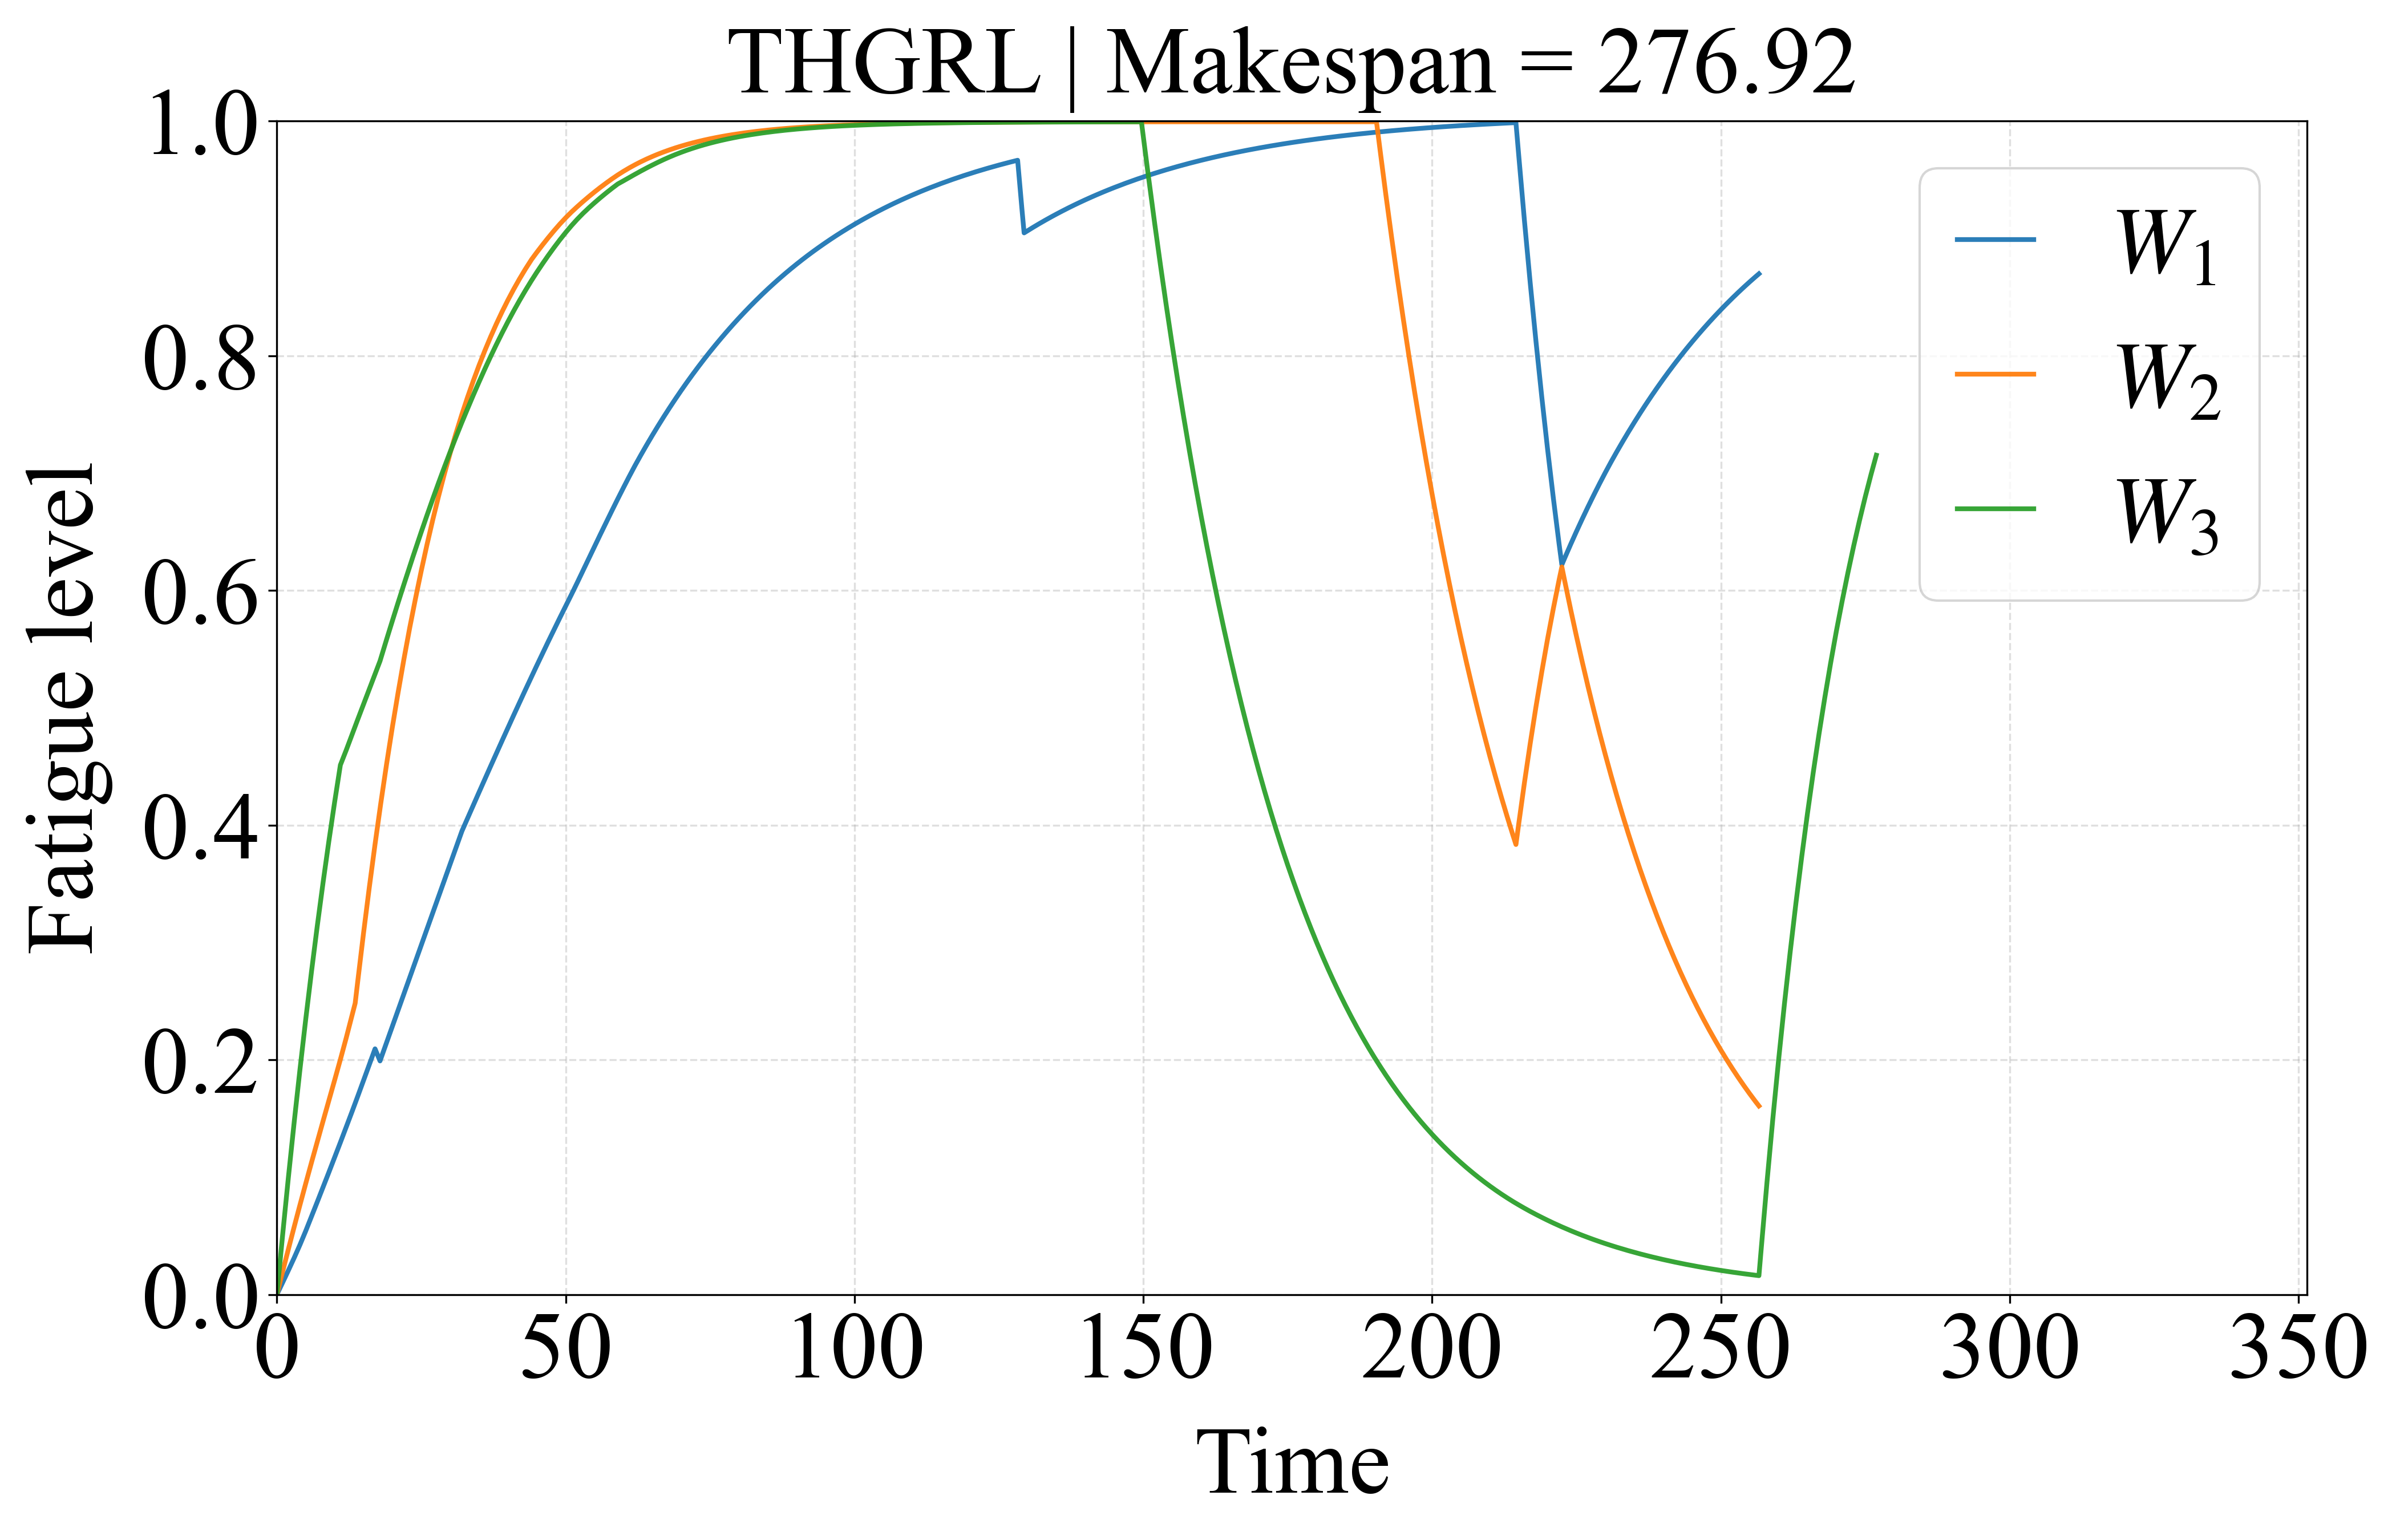 THGRL | Makespan = 276.92
Fatigue level
1.0
0.8
0.6
0.4
0.2
0.0
0 50 100 150 200 250 300 350
Time
W1
W2
W3